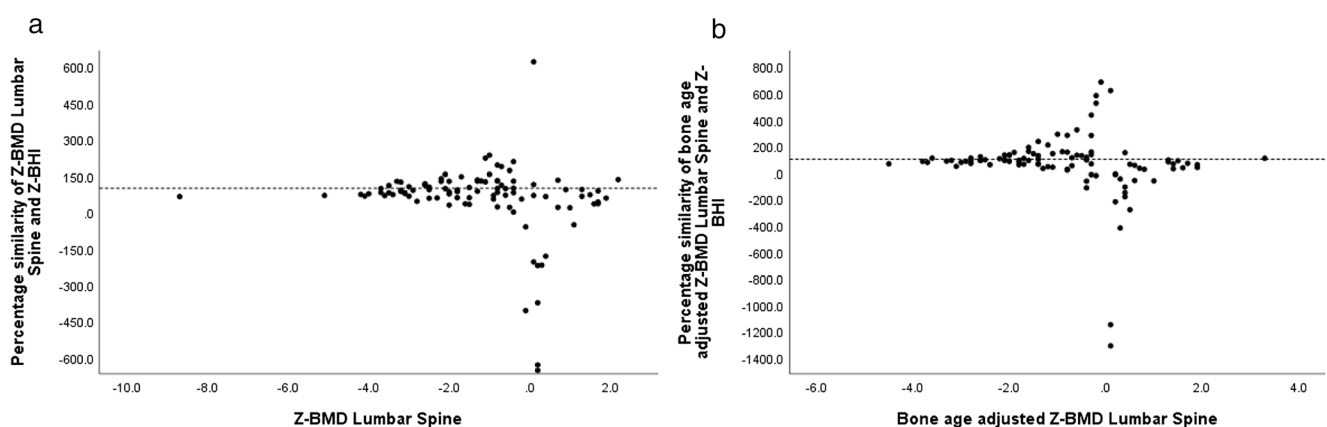 a
Percentage similarity of Z-BMD Lumbar
Spine and Z-BHI
600.0
450.0
300.0
150.0
.0
-150.0
-300.0
-450.0
-600.0
-10.0 -8.0 -6.0 -4.0 -2.0 .0 2.0
Z-BMD Lumbar Spine
b
Percentage similarity of bone age
adjusted Z-BMD Lumbar Spine and Z-
BHI
800.0
600.0
400.0
200.0
.0
-200.0
-400.0
-600.0
-800.0
-1000.0
-1200.0
-1400.0
-6.0 -4.0 -2.0 .0 2.0 4.0
Bone age adjusted Z-BMD Lumbar Spine